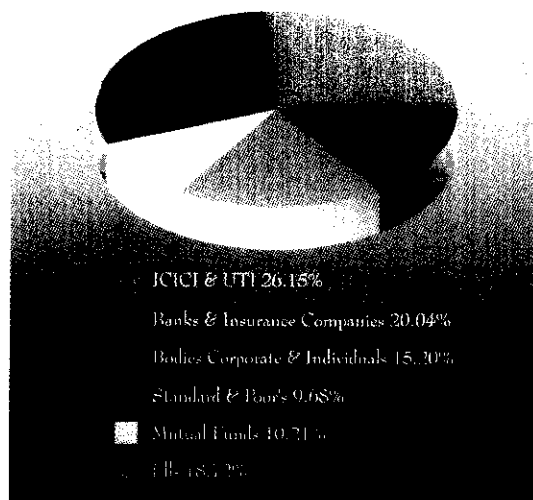 ICICI & UTI 26.15%
Banks & Insurance Companies 20.04%
Bodies Corporate & Individuals 15.20%
Standard & Poor's 9.68%
Mutual Funds 10.21%